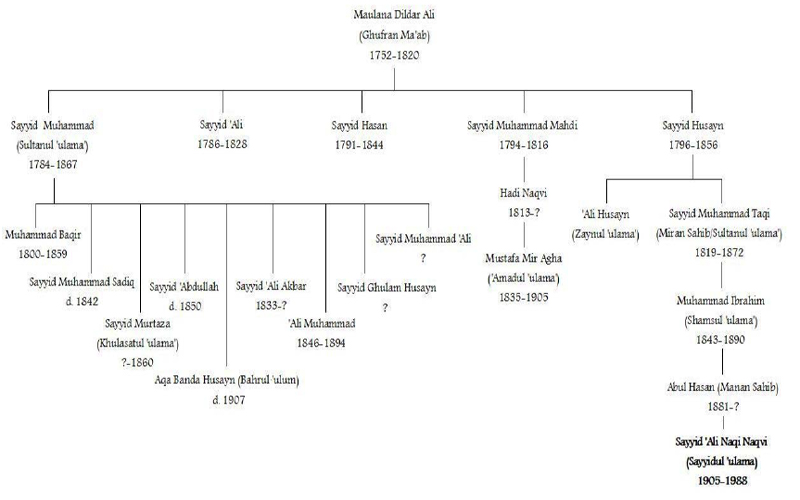 Maulana Dildar Ali
(Ghufran Ma'ab)
1752-1820
Sayyid Muhammad
(Sultanul 'ulama')
1784-1867
Sayyid 'Ali
1786-1828
Sayyid Hasan
1791-1844
Sayyid Muhammad Mahdi
1794-1816
Sayyid Husayn
1796-1856
Muhammad Baqir
1800-1859
Sayyid Muhammad Sadiq
d. 1842
Sayyid Murtaza
(Khulasatul 'ulama')
?-1860
Sayyid 'Abdullah
d. 1850
Aqa Banda Husayn (Bahrul 'ulum)
d. 1907
Sayyid 'Ali Akbar
1833-?
'Ali Muhammad
1846-1894
Sayyid Ghulam Husayn
?
Sayyid Muhammad 'Ali
?
Hadi Naqvi
1813-?
Mustafa Mir Agha
('Amadul 'ulama')
1835-1905
'Ali Husayn
(Zaynul 'ulama')
Sayyid Muhammad Taqi
(Miran Sahib/Sultanul 'ulama')
1819-1872
Muhammad Ibrahim
(Shamsul 'ulama')
1843-1890
Abul Hasan (Manan Sahib)
1881-?
Sayyid 'Ali Naqi Naqvi
(Sayyidul 'ulama)
1905-1988